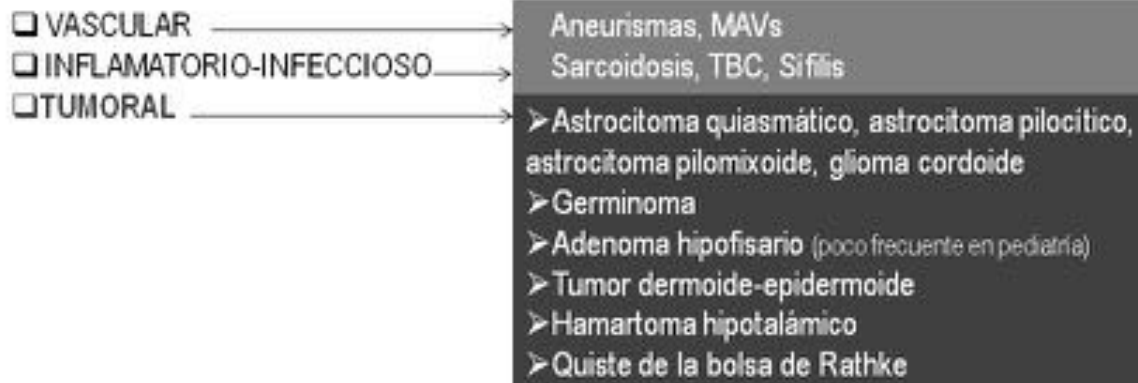 ❑ VASCULAR
Aneurismas, MAVs
❑ INFLAMATORIO-INFECCIOSO
Sarcoidosis, TBC, Sífilis
❑TUMORAL
➢Astrocitoma quiasmático, astrocitoma pilocítico,
astrocitoma pilomixoide, glioma cordoide
➢Germinoma
➢Adenoma hipofisario (poco frecuente en pediatría)
➢Tumor dermoide-epidermoide
➢Hamartoma hipotalámico
➢Quiste de la bolsa de Rathke